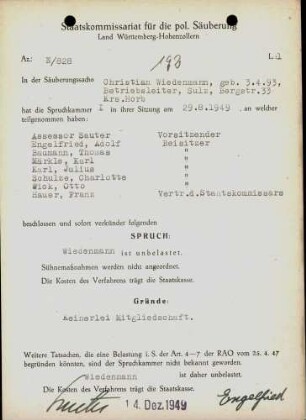 Staatskommissariat für die pol. Säuberung
Land Württemberg-Hohenzollern
Az: R/828
198
L.1
In der Säuberungssache
Christian Wiedenmann, geb. 3.4.93,
Betriebsleiter, Sulz, Bergstr.33
Krs.Horb
hat die Spruchkammer I in ihrer Sitzung am 29.8.1949 an welcher
teilgenommen haben:
Assessor Sauter Vorsitzender
Engelfried, Adolf Beisitzer
Baumann, Thomas "
Märkle, Karl "
Karl, Julius "
Schulze, Charlotte "
Wick, Otto "
Bauer, Franz Vertr.d.Staatskommissars
beschlossen und sofort verkündet folgenden
SPRUCH:
Wiedenmann ist unbelastet.
Sühnemaßnahmen werden nicht angeordnet.
Die Kosten des Verfahrens trägt die Staatskasse.
Gründe:
Keinerlei Mitgliedschaft.
Weitere Tatsachen, die eine Belastung i. S. der Art. 4-7 der RAO vom 25. 4. 47
begründen könnten, sind der Spruchkammer nicht bekannt geworden.
Wiedenmann ist daher unbelastet.
Die Kosten des Verfahrens trägt die Staatskasse.
14. Dez. 1949
Engelfried